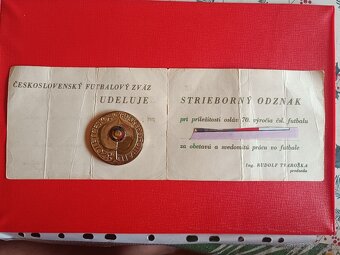 ČESKOSLOVENSKÝ FUTBALOVÝ ZVÄZ
UDELUJE
STRIEBORNÝ ODZNAK
pri príležitosti osláv 70. výročia čsl. futbalu
za obetavú a svedomitú prácu vo futbale
Ing. RUDOLF TVAROŠKA
predseda